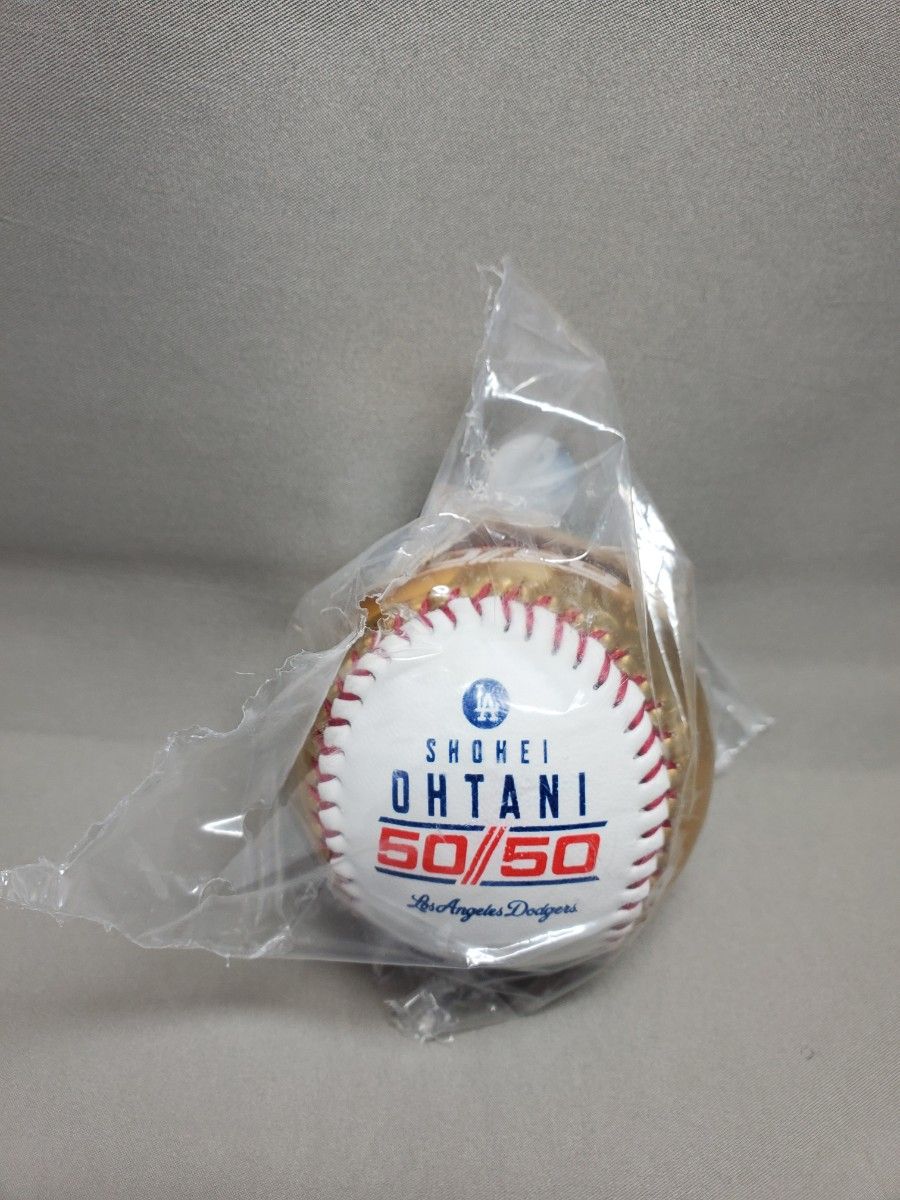 LA
SHOHEI
OHTANI
50//50
Los Angeles Dodgers